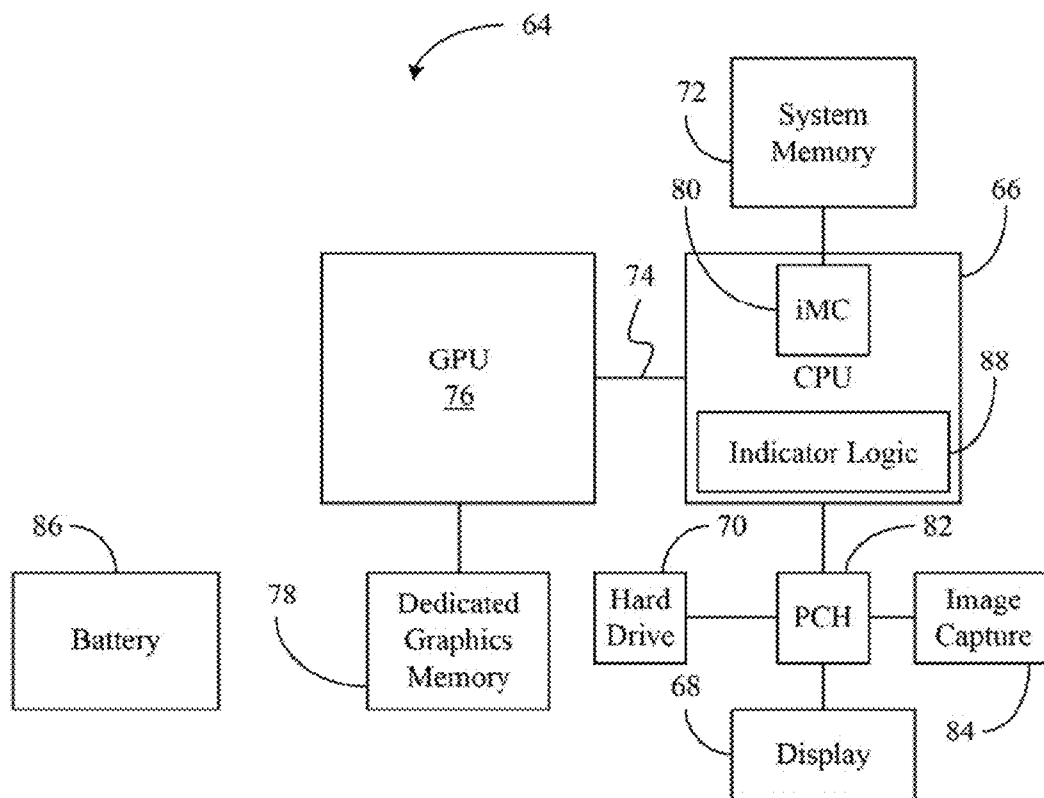 64
72
System
Memory
80
66
74
iMC
GPU
76
CPU
88
Indicator Logic
86
70
82
78
Battery
Dedicated
Graphics
Memory
Hard
Drive
PCH
Image
Capture
68
84
Display